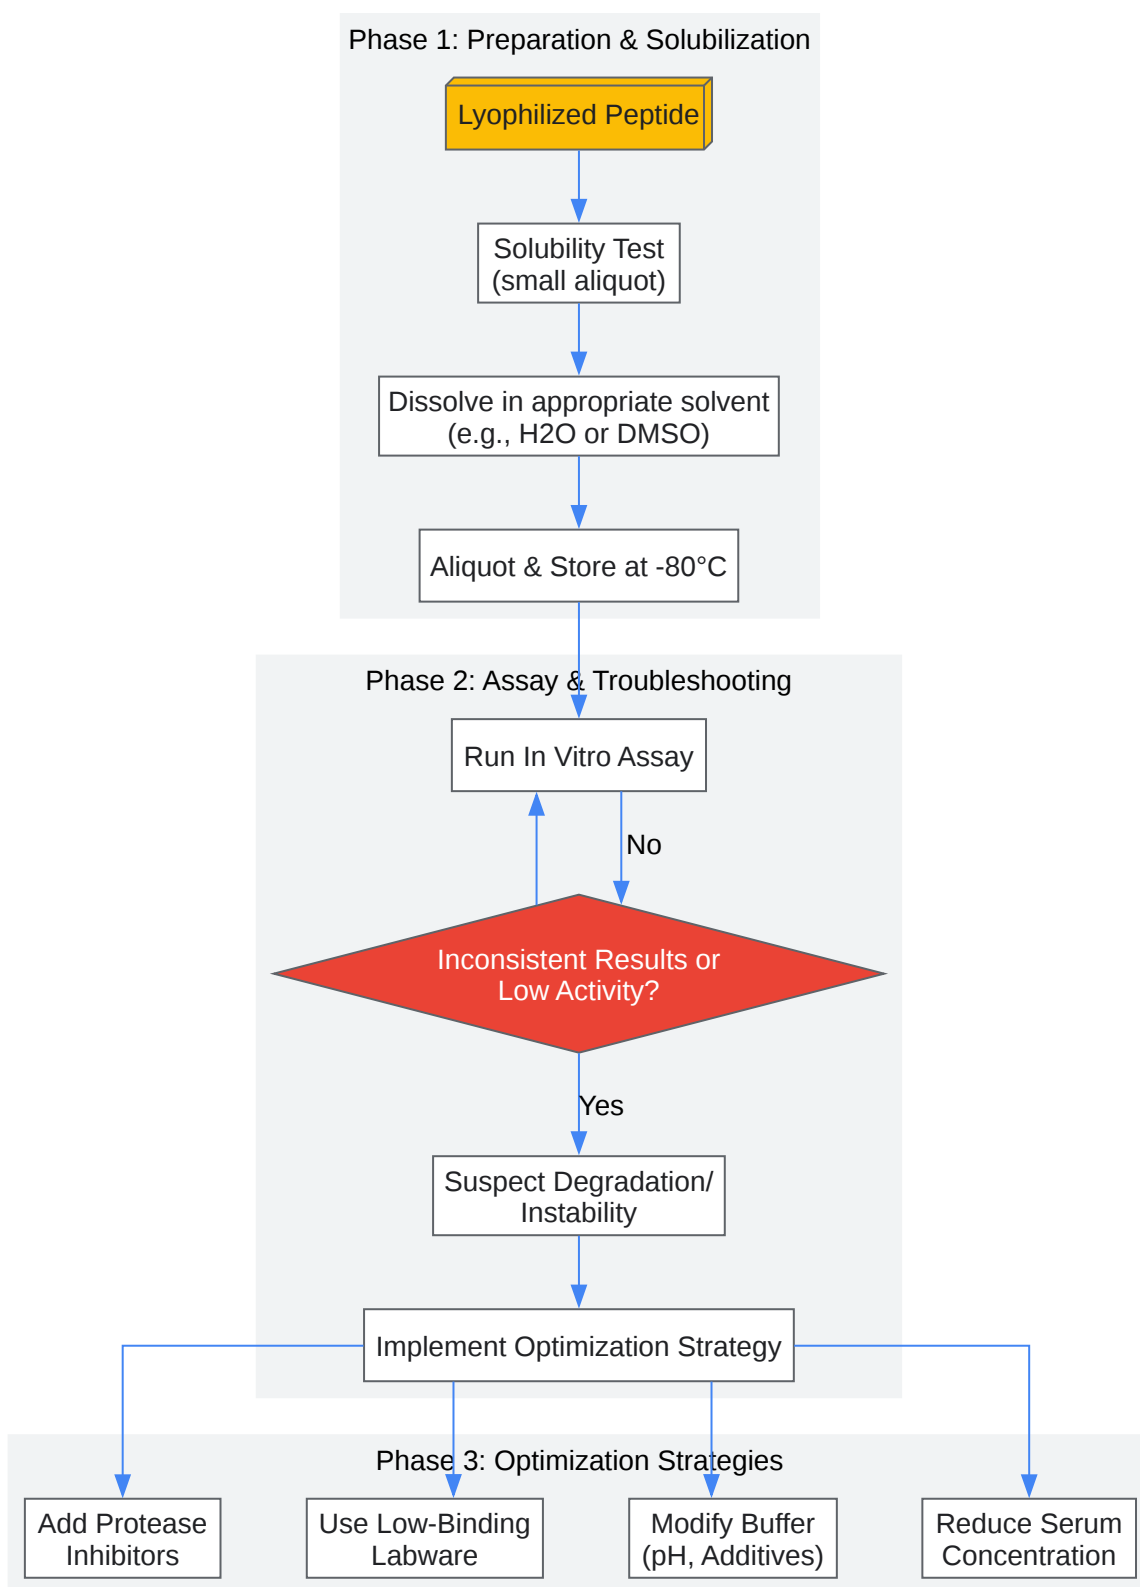 Phase 1: Preparation & Solubilization
Lyophilized Peptide
Solubility Test
(small aliquot)
Dissolve in appropriate solvent
(e.g., H2O or DMSO)
Aliquot & Store at -80°C
Phase 2: Assay & Troubleshooting
Run In Vitro Assay
No
Inconsistent Results or
Low Activity?
Yes
Suspect Degradation/
Instability
Implement Optimization Strategy
Phase 3: Optimization Strategies
Add Protease
Inhibitors
Use Low-Binding
Labware
Modify Buffer
(pH, Additives)
Reduce Serum
Concentration